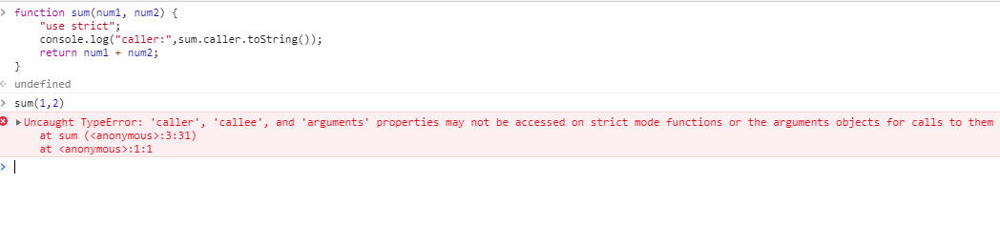 > function sum(num1, num2) {
"use strict";
console.log("caller:",sum.caller.toString());
return num1 + num2;
}
< undefined
> sum(1,2)
▶Uncaught TypeError: 'caller', 'callee', and 'arguments' properties may not be accessed on strict mode functions or the arguments objects for calls to them
at sum (<anonymous>:3:31)
at <anonymous>:1:1
>